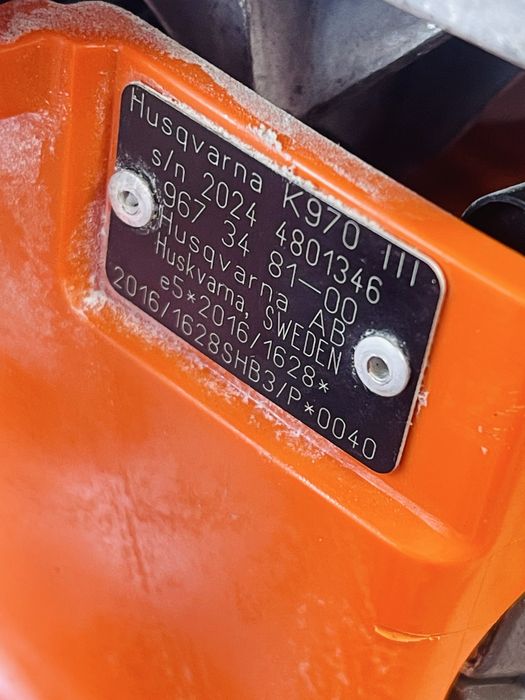 Husqvarna K970 III
s/n 2024 4801346
967 34 81-00
Husqvarna AB
Huskvarna, SWEDEN
e5*2016/1628*
2016/1628SHB3/P*0040